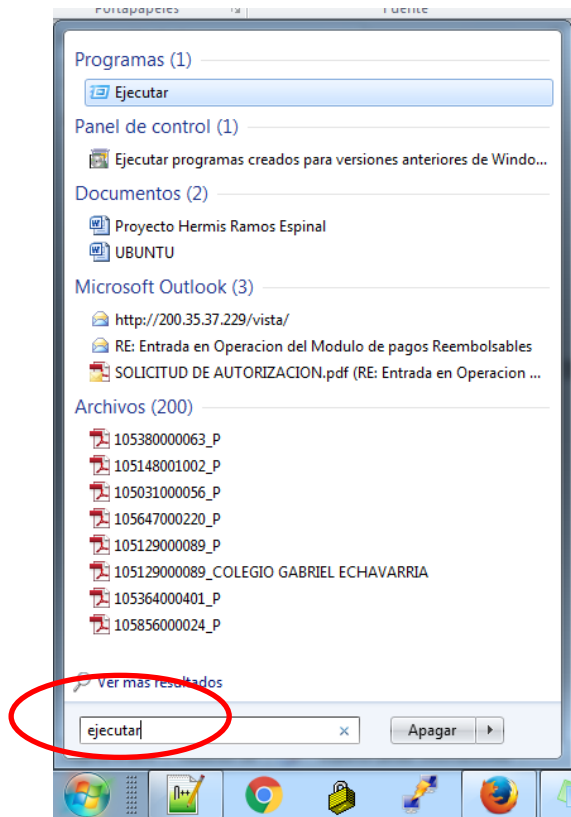 Portapapeles Fuente
Programas (1)
Ejecutar
Panel de control (1)
Ejecutar programas creados para versiones anteriores de Windo...
Documentos (2)
Proyecto Hermis Ramos Espinal
UBUNTU
Microsoft Outlook (3)
http://200.35.37.229/vista/
RE: Entrada en Operacion del Modulo de pagos Reembolsables
SOLICITUD DE AUTORIZACION.pdf (RE: Entrada en Operacion ...
Archivos (200)
105380000063_P
105148001002_P
105031000056_P
105647000220_P
105129000089_P
105129000089_COLEGIO GABRIEL ECHAVARRIA
105364000401_P
105856000024_P
Ver más resultados
ejecutar Apagar